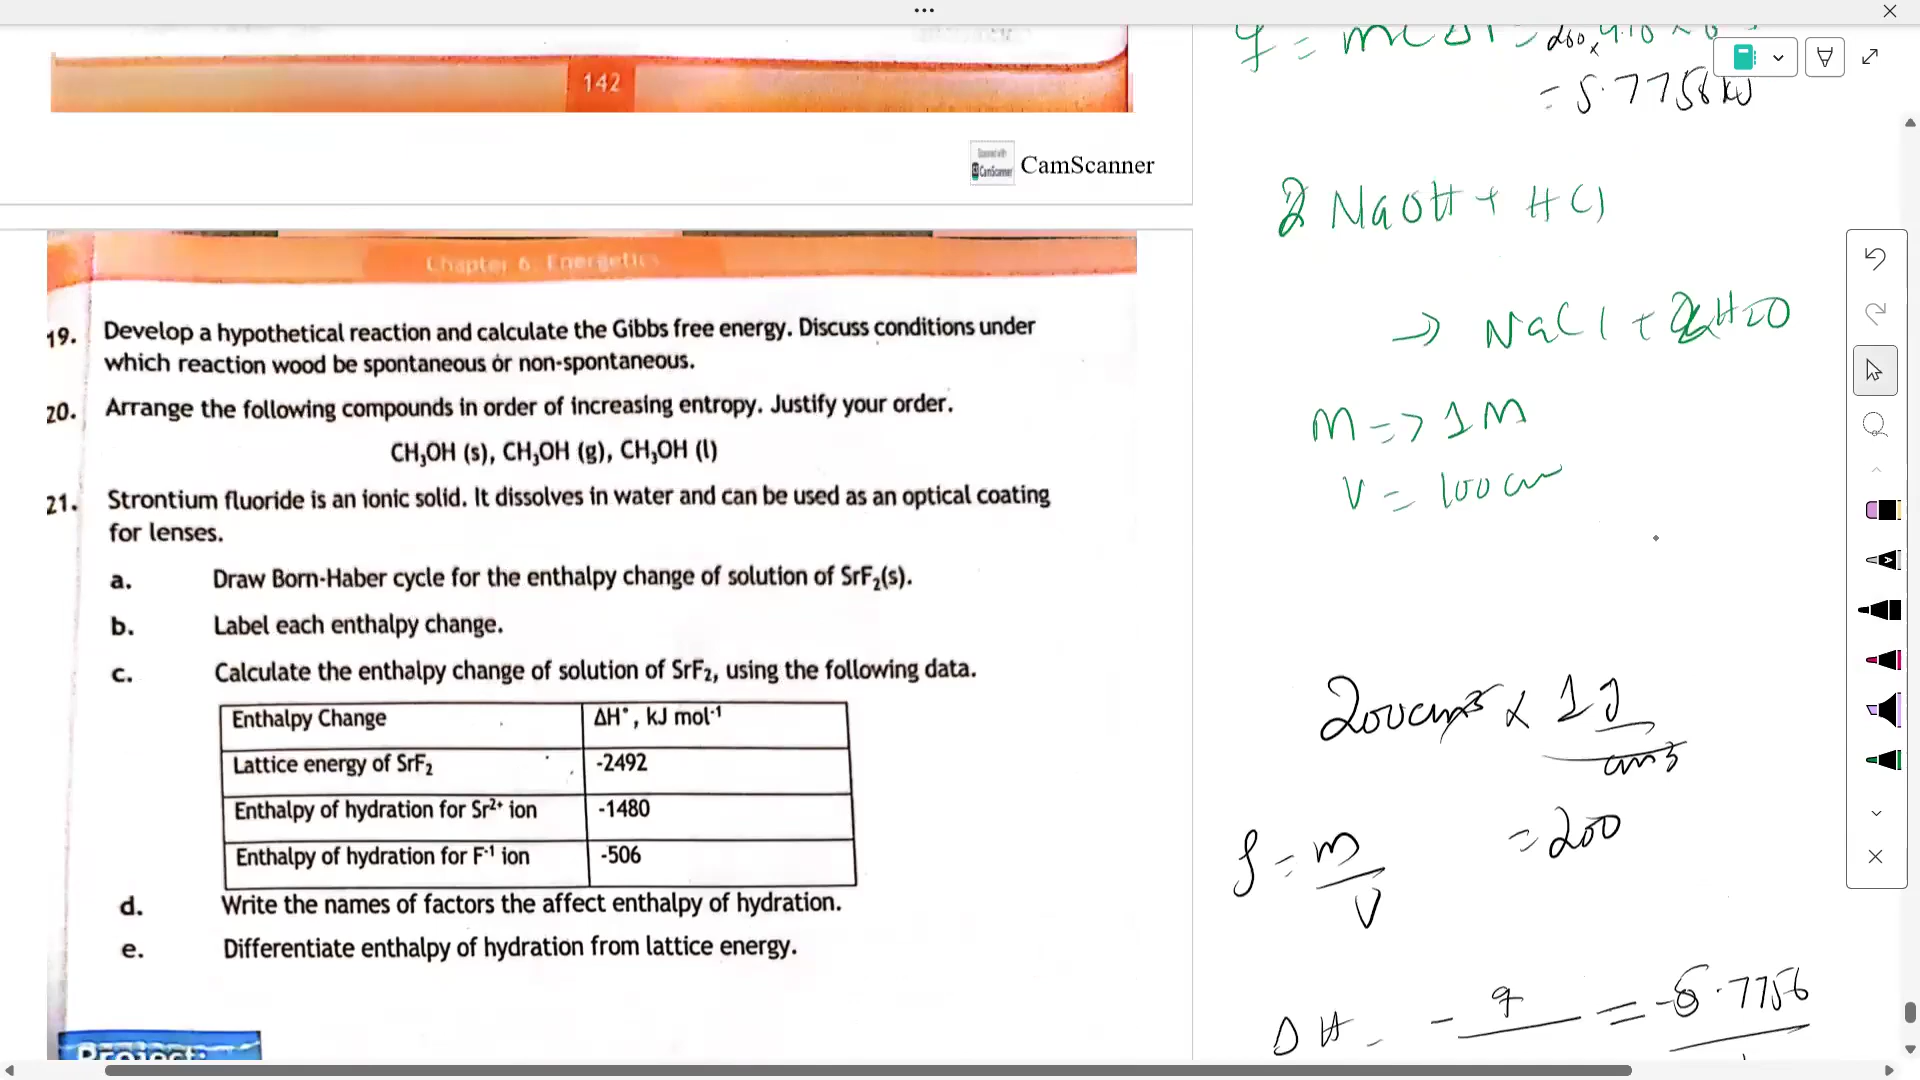 142
Scanned with
CamScanner
CamScanner
Chapter 6: Energetics
19. Develop a hypothetical reaction and calculate the Gibbs free energy. Discuss conditions under
which reaction wood be spontaneous or non-spontaneous.
20. Arrange the following compounds in order of increasing entropy. Justify your order.
CH₃OH (s), CH₃OH (g), CH₃OH (l)
21. Strontium fluoride is an ionic solid. It dissolves in water and can be used as an optical coating
for lenses.
a. Draw Born-Haber cycle for the enthalpy change of solution of SrF₂(s).
b. Label each enthalpy change.
c. Calculate the enthalpy change of solution of SrF₂, using the following data.
Enthalpy Change ΔH°, kJ mol⁻¹
Lattice energy of SrF₂ -2492
Enthalpy of hydration for Sr²⁺ ion -1480
Enthalpy of hydration for F⁻¹ ion -506
d. Write the names of factors the affect enthalpy of hydration.
e. Differentiate enthalpy of hydration from lattice energy.
Project:
= 5.7756 kJ
NaOH + HCl
→ NaCl + H2O
M => 1M
V = 100 cm
200cm³ x 1g
cm3
= 200
ρ = m
V
ΔH = - q = -5.7756